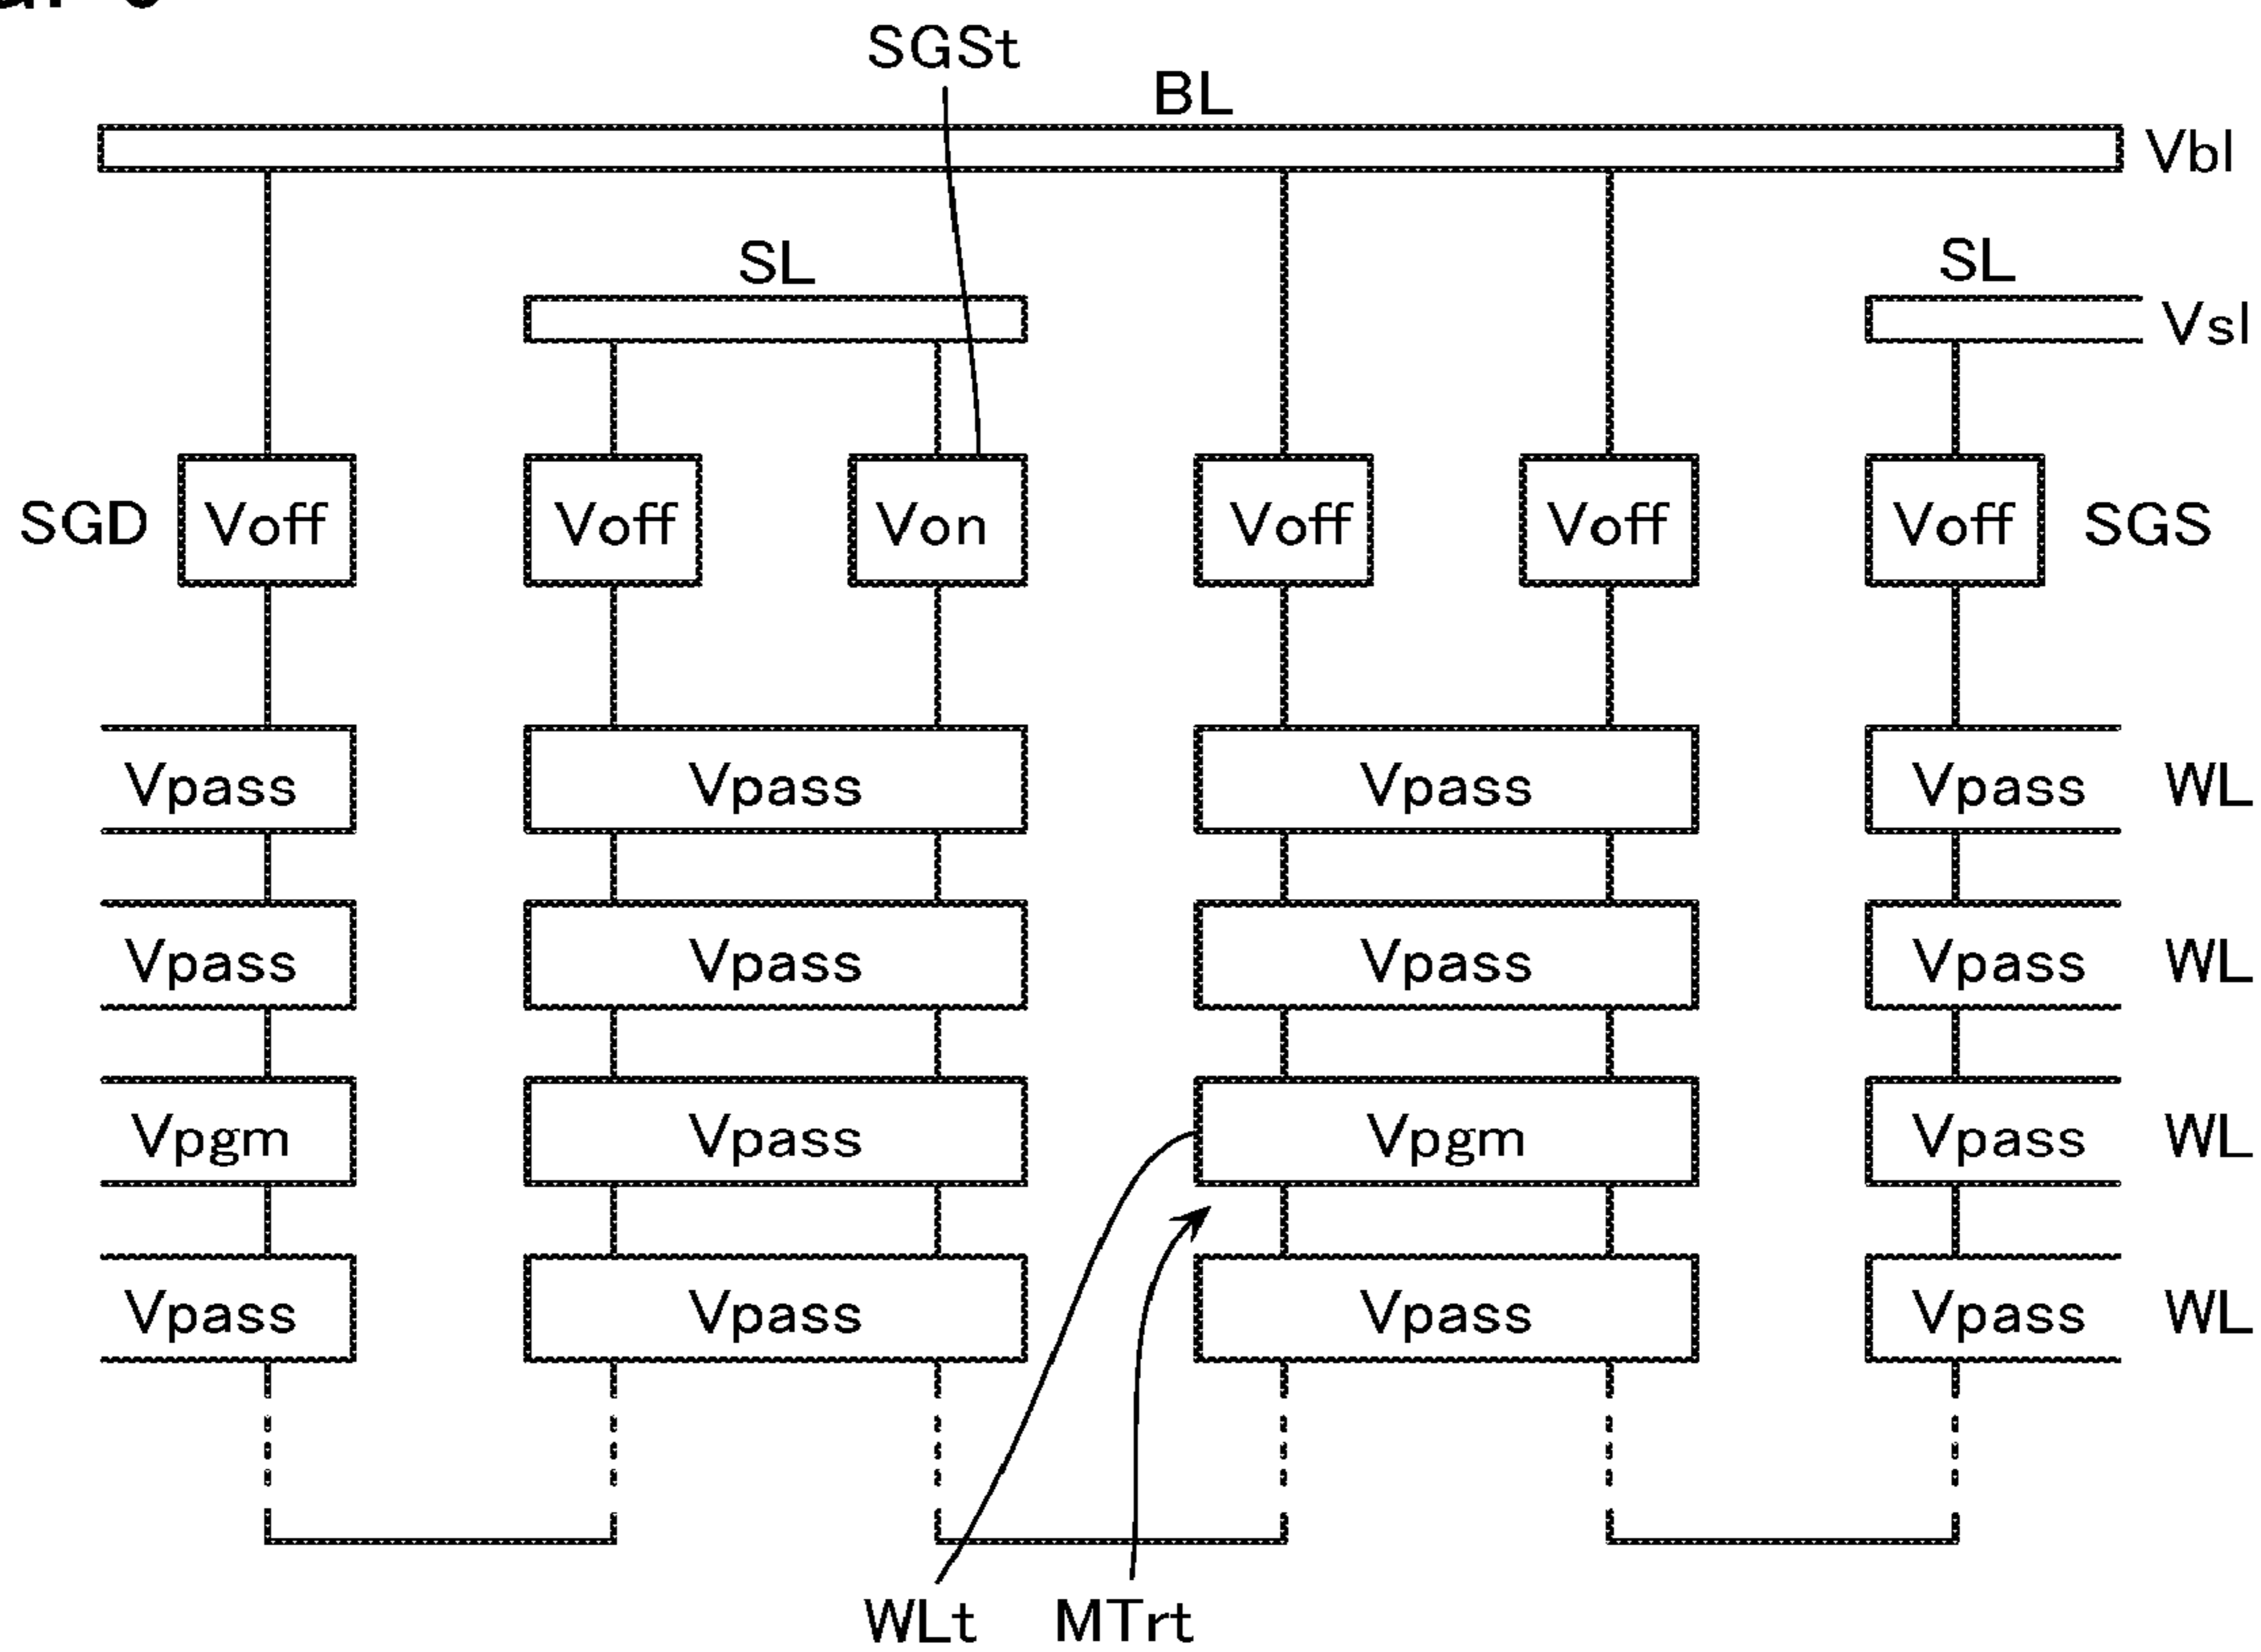 SGSt
BL
Vbl
SL SL
Vsl
SGD Voff Voff Von Voff Voff Voff SGS
Vpass Vpass Vpass Vpass WL
Vpass Vpass Vpass Vpass WL
Vpgm Vpass Vpgm Vpass WL
Vpass Vpass Vpass Vpass WL
WLt MTrt